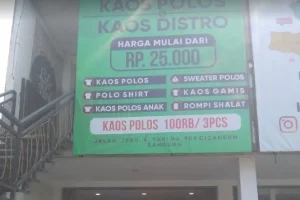 KAOS POLOS
KAOS DISTRO
HARGA MULAI DARI
RP. 25.000
KAOS POLOS
SWEATER POLOS
POLO SHIRT
KAOS GAMIS
KAOS POLOS ANAK
ROMPI SHALAT
KAOS POLOS 100RB/ 3PCS
BANDUNG